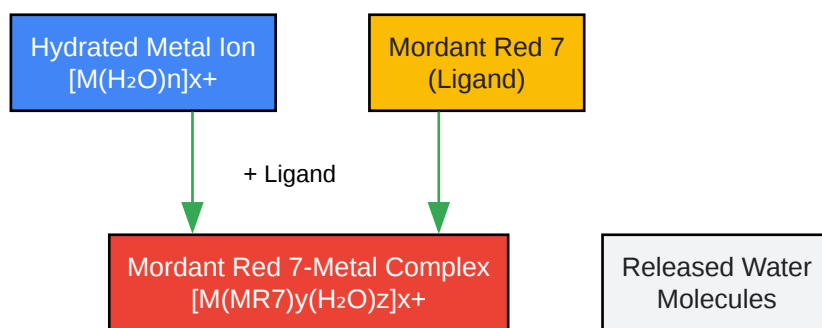 Hydrated Metal Ion
[M(H₂O)n]x+
Mordant Red 7
(Ligand)
+ Ligand
Mordant Red 7-Metal Complex
[M(MR7)y(H₂O)z]x+
Released Water
Molecules